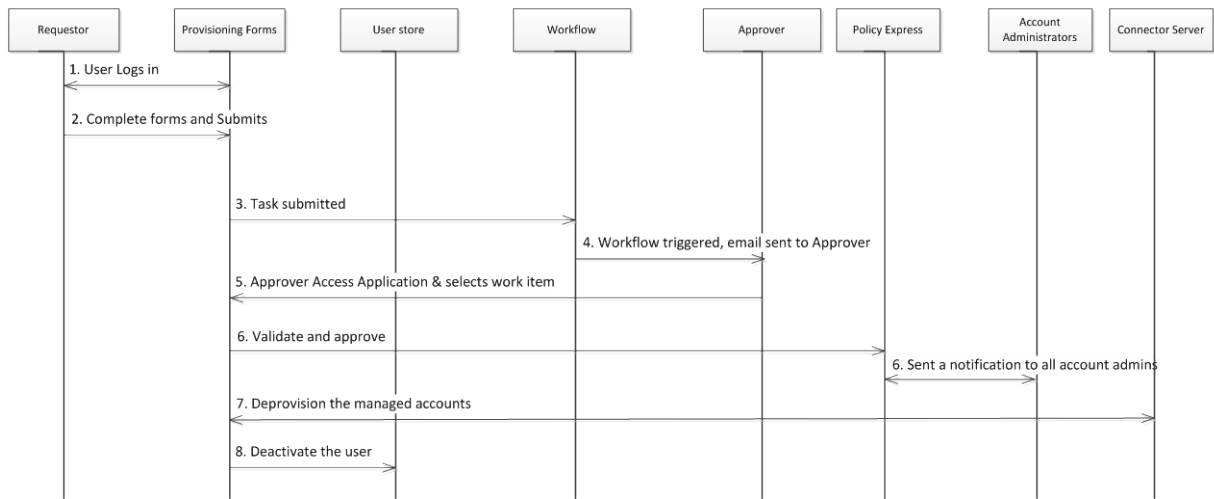 Requestor
Provisioning Forms
User store
Workflow
Approver
Policy Express
Account
Administrators
Connector Server
1. User Logs in
2. Complete forms and Submits
3. Task submitted
4. Workflow triggered, email sent to Approver
5. Approver Access Application & selects work item
6. Validate and approve
6. Sent a notification to all account admins
7. Deprovision the managed accounts
8. Deactivate the user